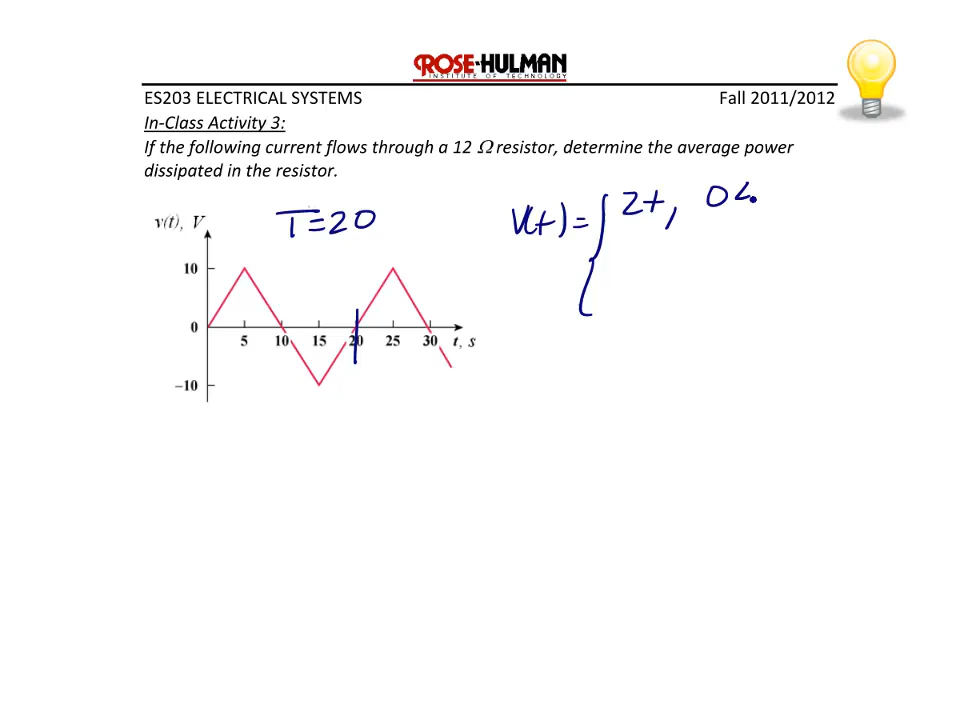 ROSE-HULMAN
INSTITUTE OF TECHNOLOGY
ES203 ELECTRICAL SYSTEMS Fall 2011/2012
In-Class Activity 3:
If the following current flows through a 12 Ω resistor, determine the average power
dissipated in the resistor.
v(t), V
T=20
V(t) = { 2t, 0<
10
0
5 10 15 20 25 30 t, s
–10